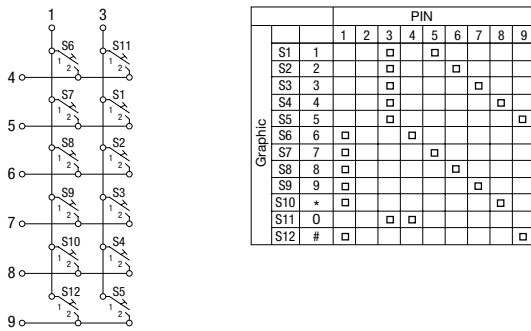 1 3
S6 S11
1 2 1 2
4
S7 S1
1 2 1 2
5
S8 S2
1 2 1 2
6
S9 S3
1 2 1 2
7
S10 S4
1 2 1 2
8
S12 S5
1 2 1 2
9
PIN
1 2 3 4 5 6 7 8 9
Graphic
S1 1
S2 2
S3 3
S4 4
S5 5
S6 6
S7 7
S8 8
S9 9
S10 *
S11 0
S12 #